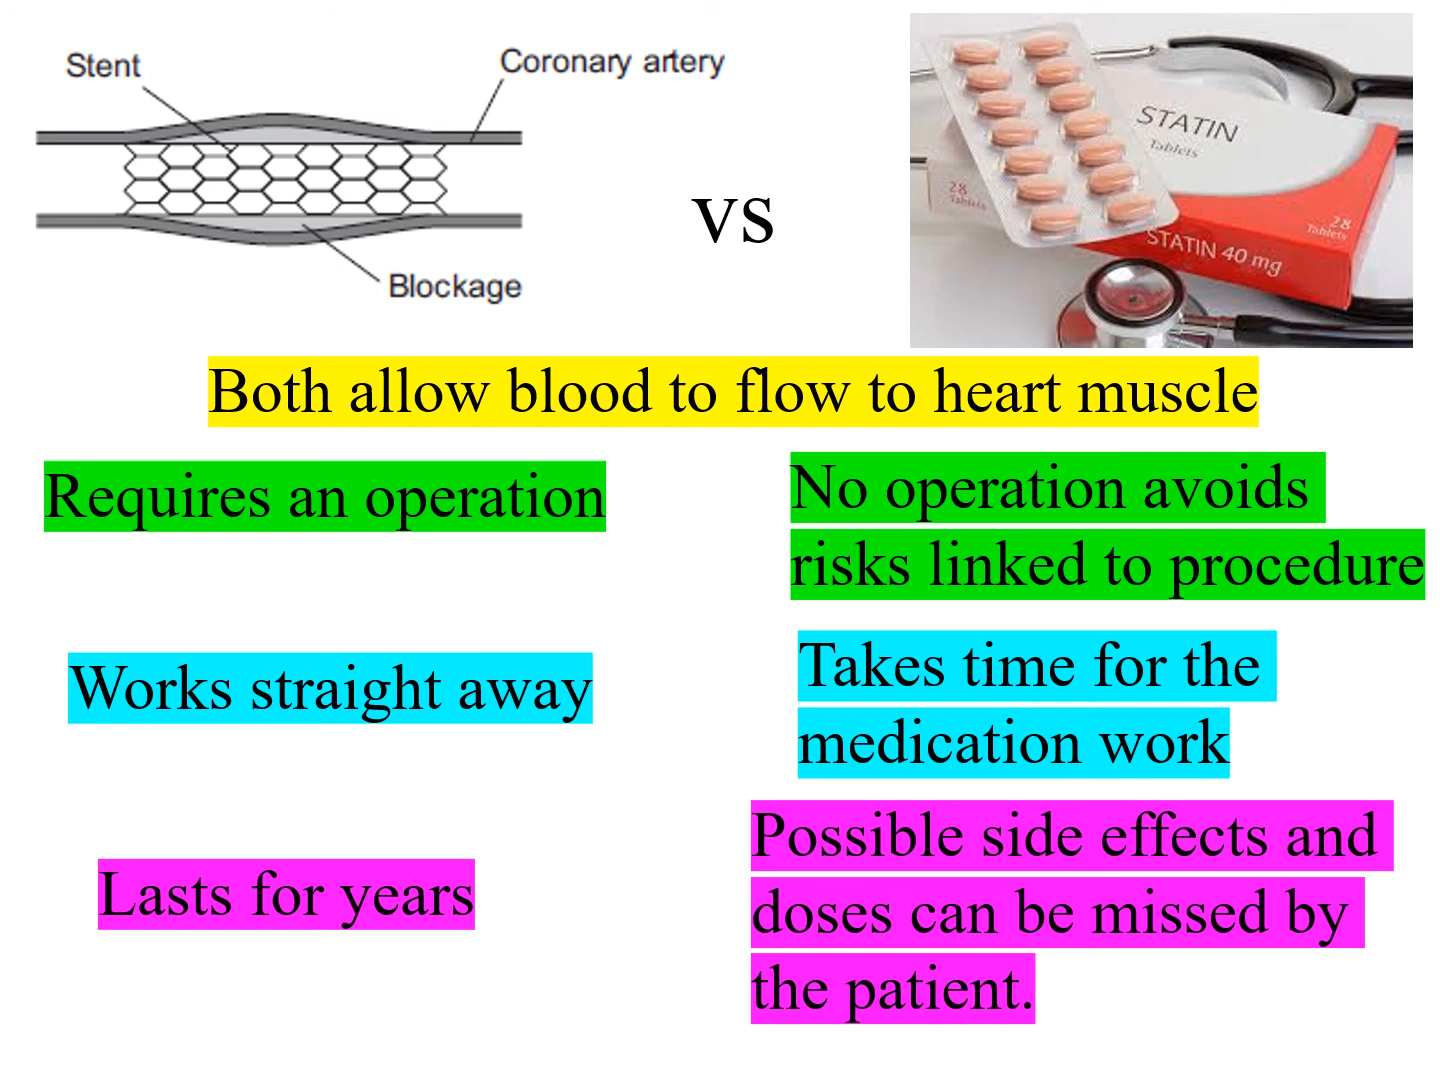 Stent
Coronary artery
Blockage
vs
STATIN
Tablets
28
Tablets
28
Tablets
STATIN 40 mg
Both allow blood to flow to heart muscle
Requires an operation
No operation avoids
risks linked to procedure
Works straight away
Takes time for the
medication work
Lasts for years
Possible side effects and
doses can be missed by
the patient.